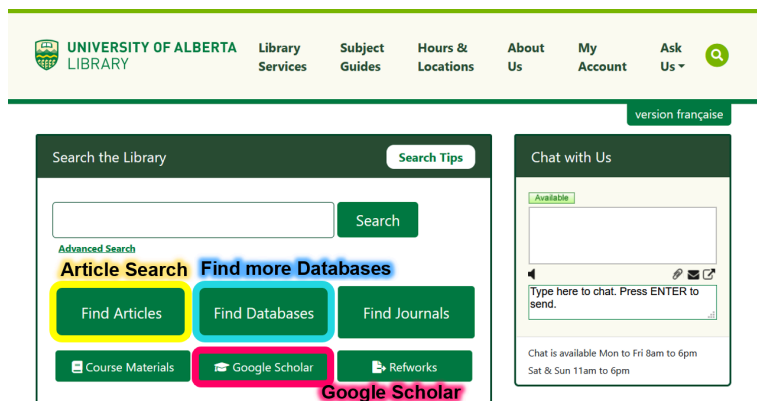 UNIVERSITY OF ALBERTA
LIBRARY
Library
Services
Subject
Guides
Hours &
Locations
About
Us
My
Account
Ask
Us
version française
Search the Library
Search Tips
Search
Advanced Search
Article Search
Find more Databases
Find Articles
Find Databases
Find Journals
Course Materials
Google Scholar
Refworks
Google Scholar
Chat with Us
Available
Type here to chat. Press ENTER to
send.
Chat is available Mon to Fri 8am to 6pm
Sat & Sun 11am to 6pm